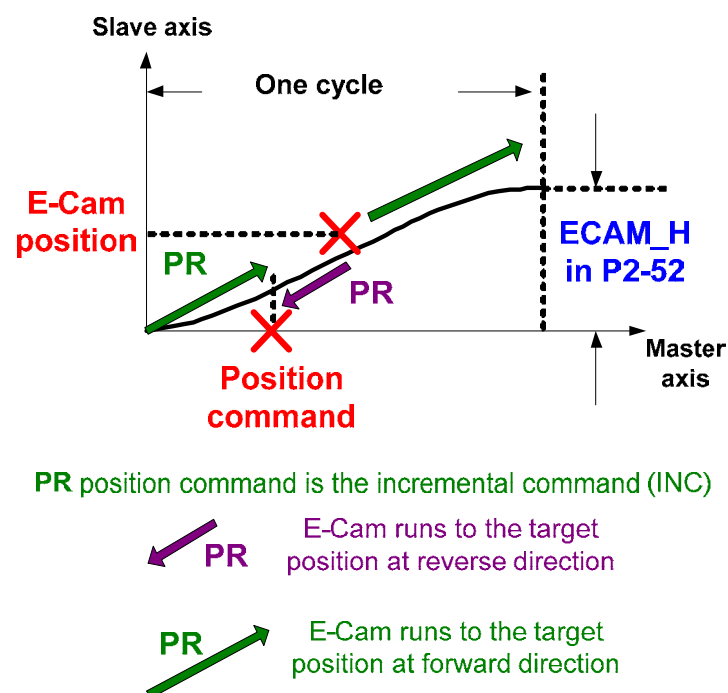 Slave axis
One cycle
E-Cam
position
PR
ECAM_H
in P2-52
PR
Master
axis
Position
command
PR position command is the incremental command (INC)
PR
E-Cam runs to the target
position at reverse direction
PR
E-Cam runs to the target
position at forward direction